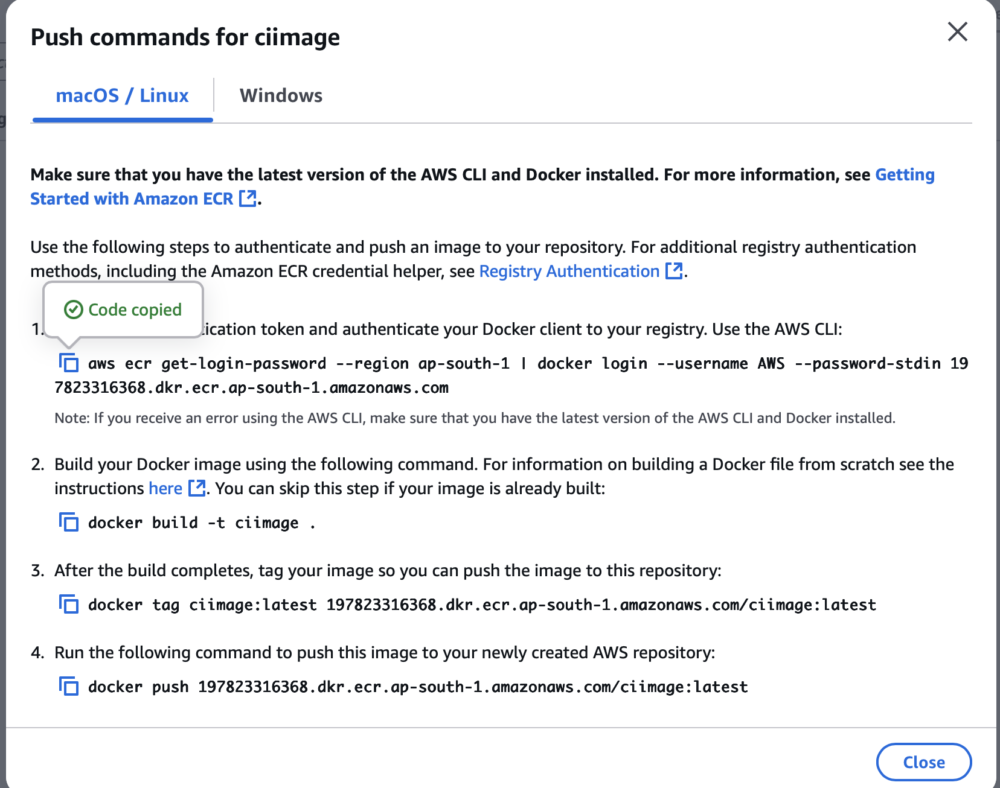 Push commands for ciimage
macOS / Linux
Windows
Make sure that you have the latest version of the AWS CLI and Docker installed. For more information, see Getting
Started with Amazon ECR.
Use the following steps to authenticate and push an image to your repository. For additional registry authentication
methods, including the Amazon ECR credential helper, see Registry Authentication.
Code copied
1. ication token and authenticate your Docker client to your registry. Use the AWS CLI:
aws ecr get-login-password --region ap-south-1 | docker login --username AWS --password-stdin 19
7823316368.dkr.ecr.ap-south-1.amazonaws.com
Note: If you receive an error using the AWS CLI, make sure that you have the latest version of the AWS CLI and Docker installed.
2. Build your Docker image using the following command. For information on building a Docker file from scratch see the
instructions here. You can skip this step if your image is already built:
docker build -t ciimage .
3. After the build completes, tag your image so you can push the image to this repository:
docker tag ciimage:latest 197823316368.dkr.ecr.ap-south-1.amazonaws.com/ciimage:latest
4. Run the following command to push this image to your newly created AWS repository:
docker push 197823316368.dkr.ecr.ap-south-1.amazonaws.com/ciimage:latest
Close